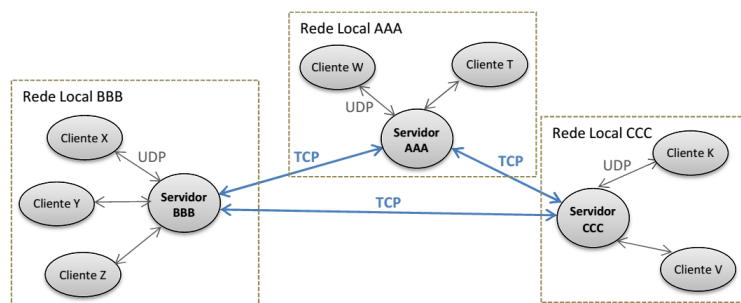 Rede Local AAA
Cliente W
Cliente T
UDP
Servidor
AAA
Rede Local BBB
Cliente X
UDP
Cliente Y
Servidor
BBB
Cliente Z
TCP
TCP
TCP
Rede Local CCC
UDP
Cliente K
Servidor
CCC
Cliente V